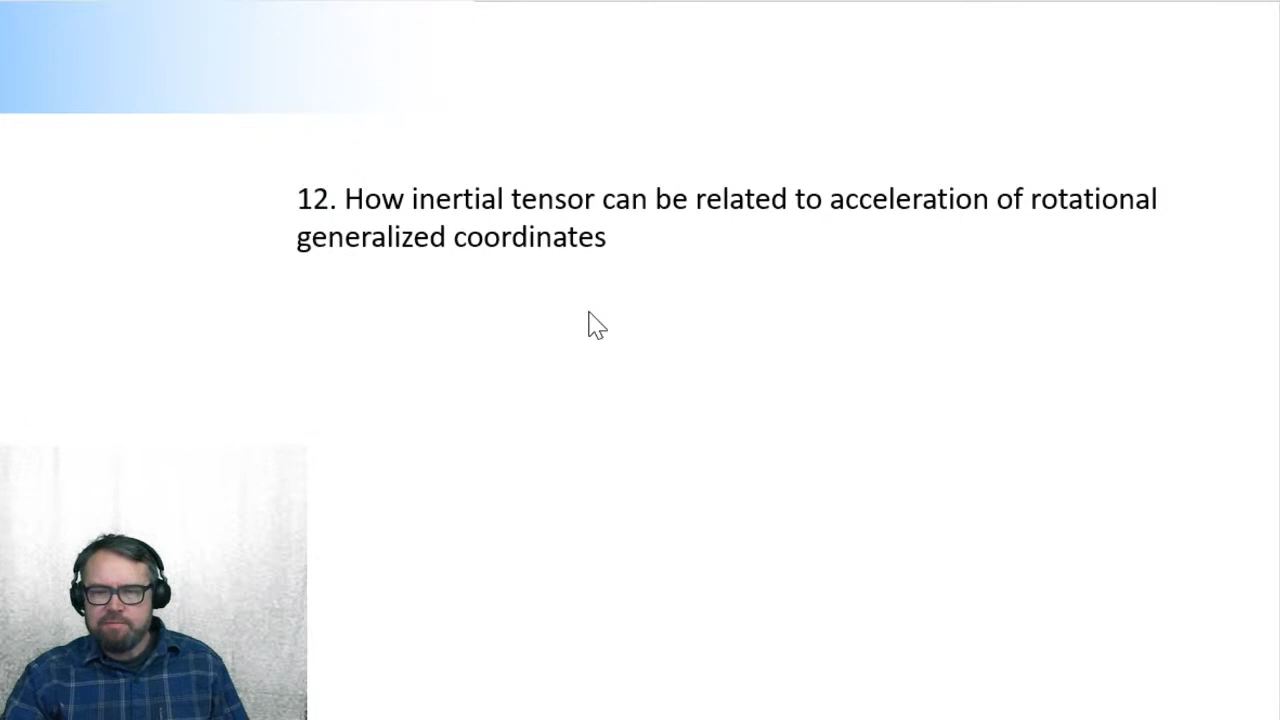 12. How inertial tensor can be related to acceleration of rotational
generalized coordinates